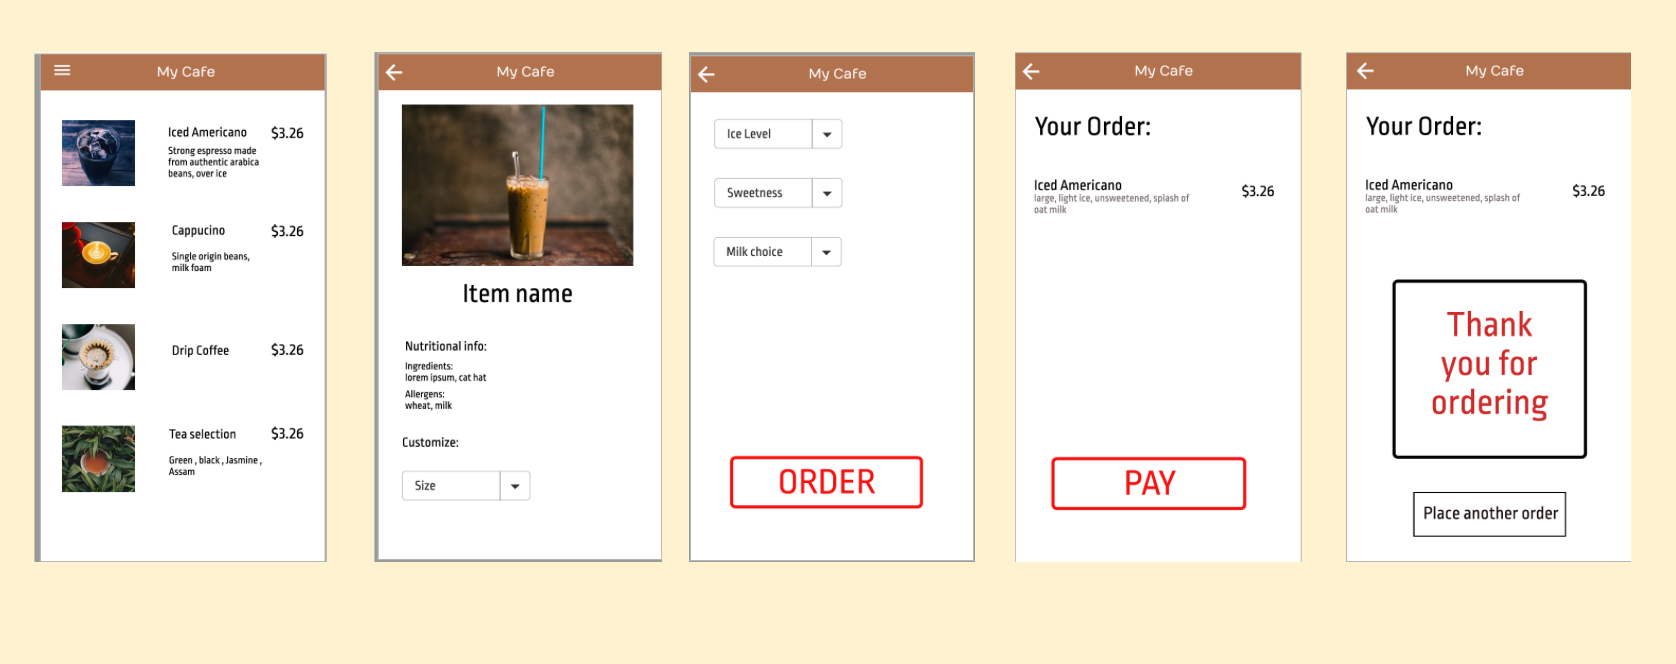 My Cafe
Iced Americano $3.26
Strong espresso made
from authentic arabica
beans, over ice
Cappucino $3.26
Single origin beans,
milk foam
Drip Coffee $3.26
Tea selection $3.26
Green , black , Jasmine ,
Assam
My Cafe
Item name
Nutritional info:
Ingredients:
lorem ipsum, cat hat
Allergens:
wheat, milk
Customize:
Size
My Cafe
Ice Level
Sweetness
Milk choice
ORDER
My Cafe
Your Order:
Iced Americano $3.26
large, light ice, unsweetened, splash of
oat milk
PAY
My Cafe
Your Order:
Iced Americano $3.26
large, light ice, unsweetened, splash of
oat milk
Thank
you for
ordering
Place another order